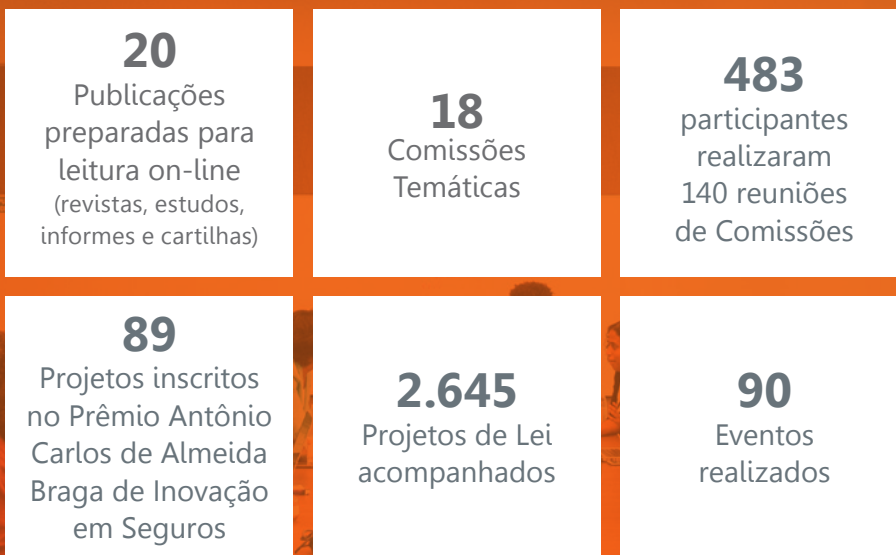 20
Publicações
preparadas para
leitura on-line
(revistas, estudos,
informes e cartilhas)
18
Comissões
Temáticas
483
participantes
realizaram
140 reuniões
de Comissões
89
Projetos inscritos
no Prêmio Antônio
Carlos de Almeida
Braga de Inovação
em Seguros
2.645
Projetos de Lei
acompanhados
90
Eventos
realizados